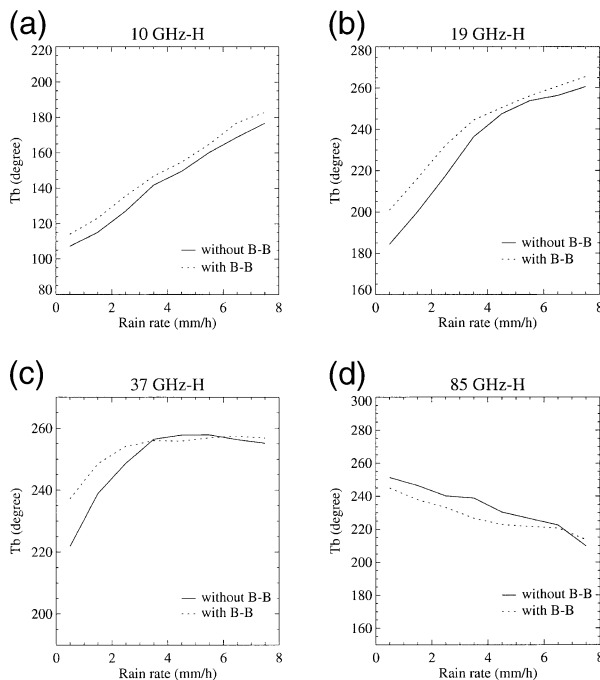 (a)
10 GHz-H
220
200
180
160
140
120
100
80
Tb (degree)
without B-B
with B-B
0 2 4 6 8
Rain rate (mm/h)
(b)
19 GHz-H
280
260
240
220
200
180
160
Tb (degree)
without B-B
with B-B
0 2 4 6 8
Rain rate (mm/h)
(c)
37 GHz-H
260
240
220
200
Tb (degree)
without B-B
with B-B
0 2 4 6 8
Rain rate (mm/h)
(d)
85 GHz-H
300
280
260
240
220
200
180
160
Tb (degree)
without B-B
with B-B
0 2 4 6 8
Rain rate (mm/h)